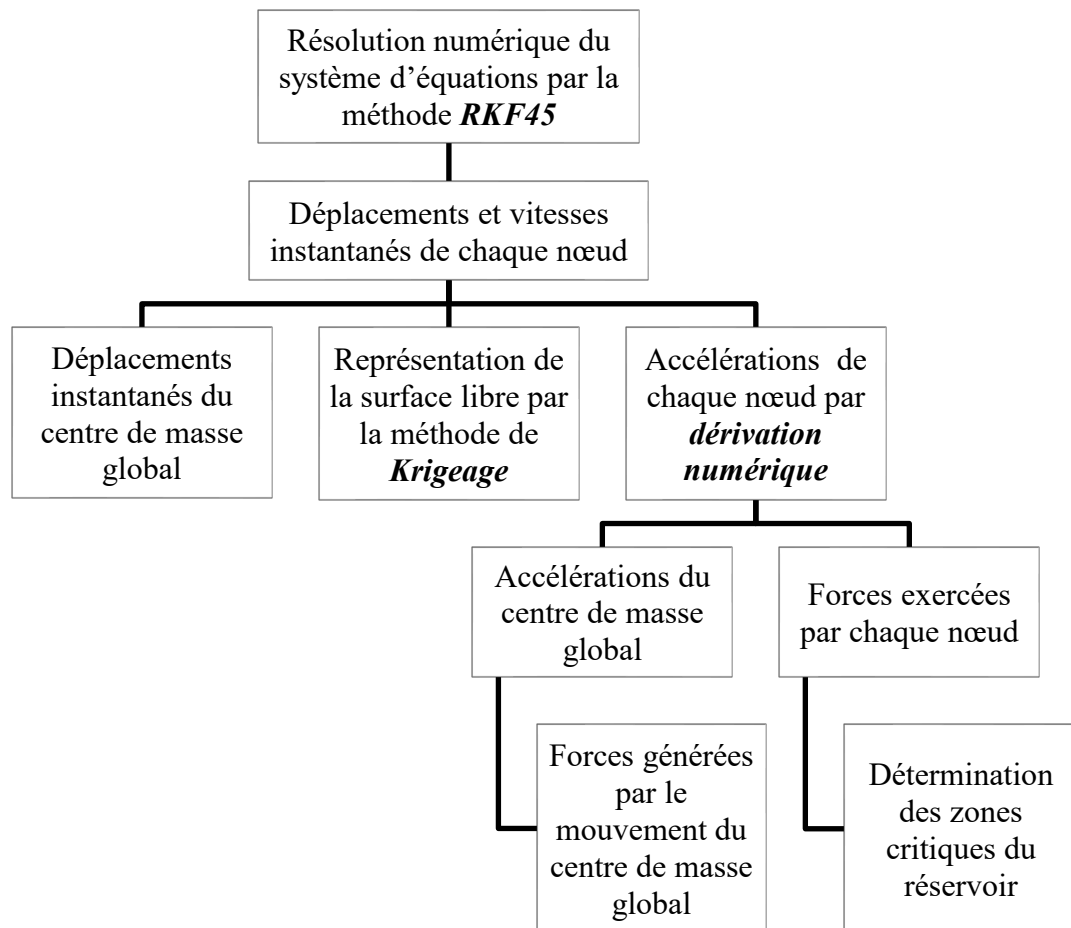 Résolution numérique du
système d’équations par la
méthode RKF45
Déplacements et vitesses
instantanés de chaque nœud
Déplacements
instantanés du
centre de masse
global
Représentation de
la surface libre par
la méthode de
Krigeage
Accélérations de
chaque nœud par
dérivation
numérique
Accélérations du
centre de masse
global
Forces exercées
par chaque nœud
Forces générées
par le
mouvement du
centre de masse
global
Détermination
des zones
critiques du
réservoir